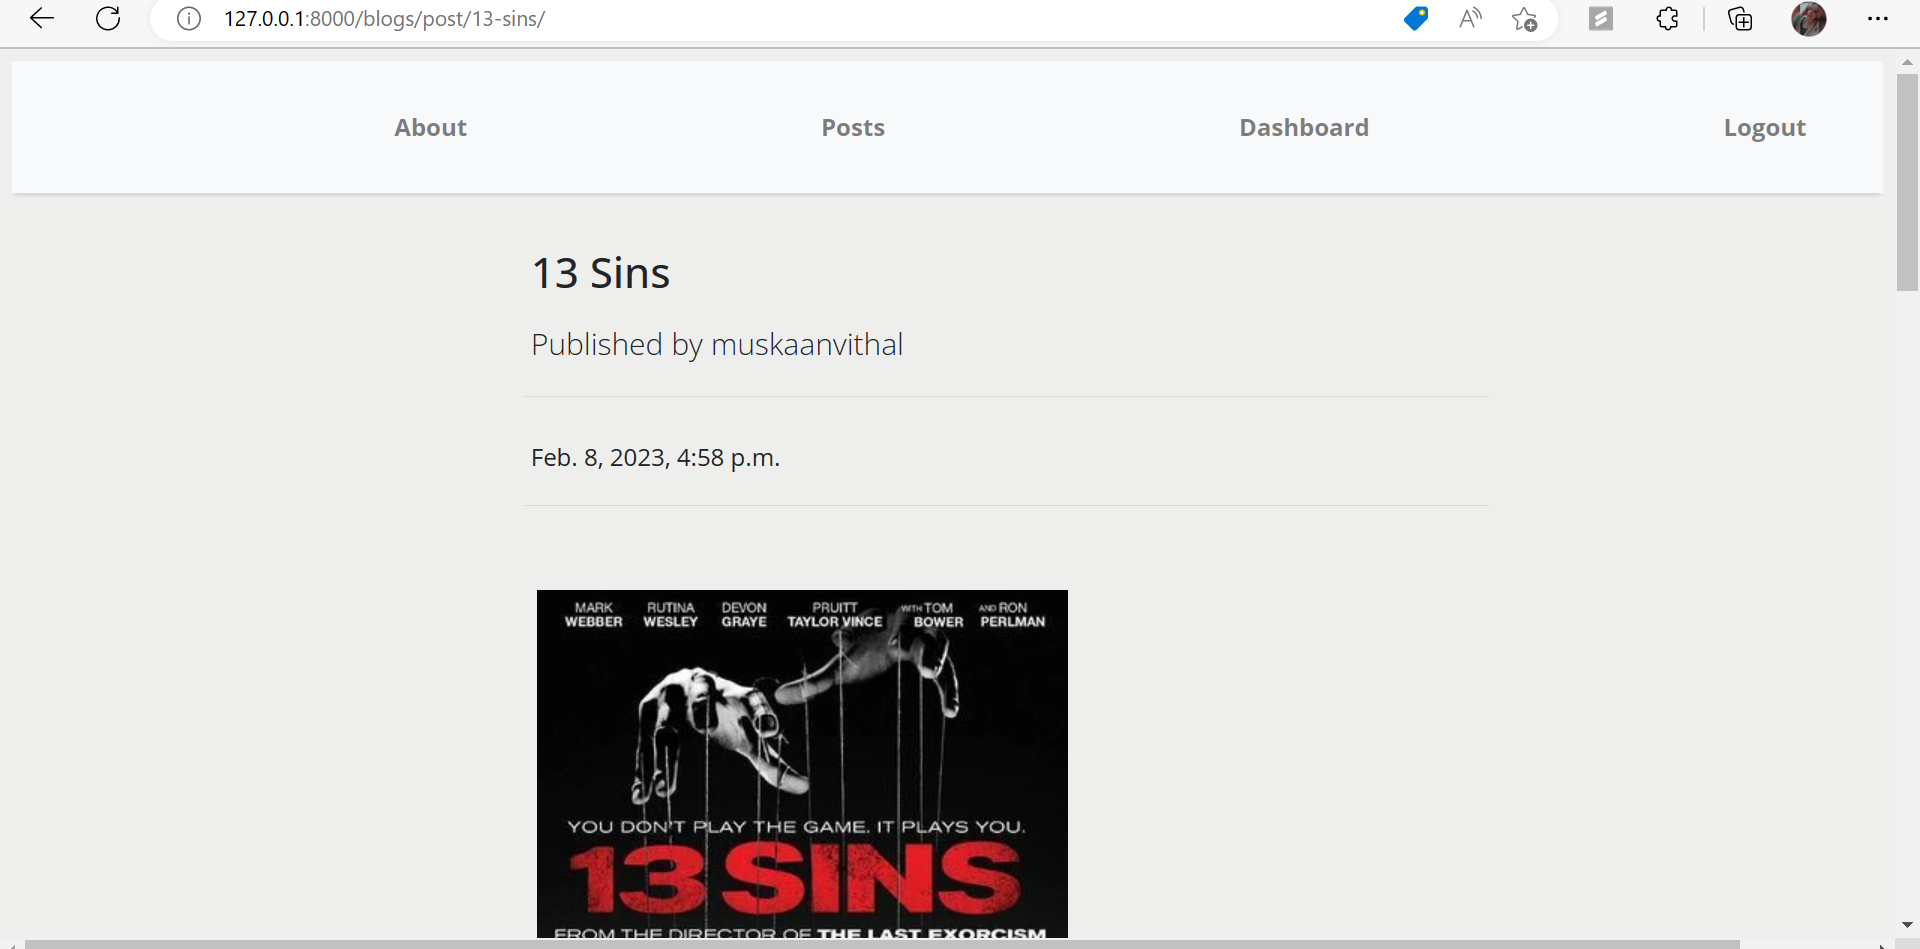 127.0.0.1:8000/blogs/post/13-sins/
About Posts Dashboard Logout
13 Sins
Published by muskaanvithal
Feb. 8, 2023, 4:58 p.m.
MARK WEBBER RUTINA WESLEY DEVON GRAYE PRUITT TAYLOR VINCE WITH TOM BOWER AND RON PERLMAN
YOU DON'T PLAY THE GAME. IT PLAYS YOU.
13 SINS
FROM THE DIRECTOR OF THE LAST EXORCISM